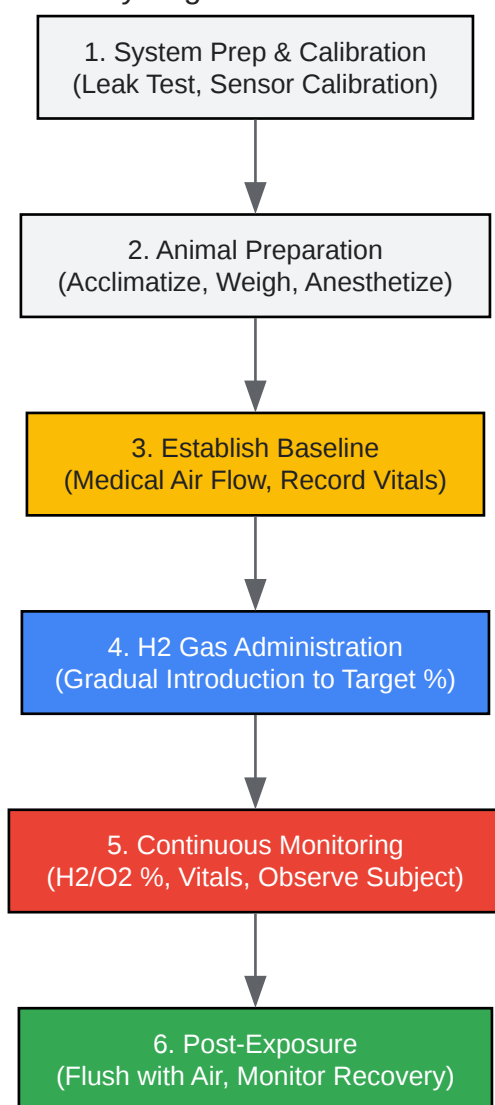 1. System Prep & Calibration
(Leak Test, Sensor Calibration)
2. Animal Preparation
(Acclimatize, Weigh, Anesthetize)
3. Establish Baseline
(Medical Air Flow, Record Vitals)
4. H2 Gas Administration
(Gradual Introduction to Target %)
5. Continuous Monitoring
(H2/O2 %, Vitals, Observe Subject)
6. Post-Exposure
(Flush with Air, Monitor Recovery)